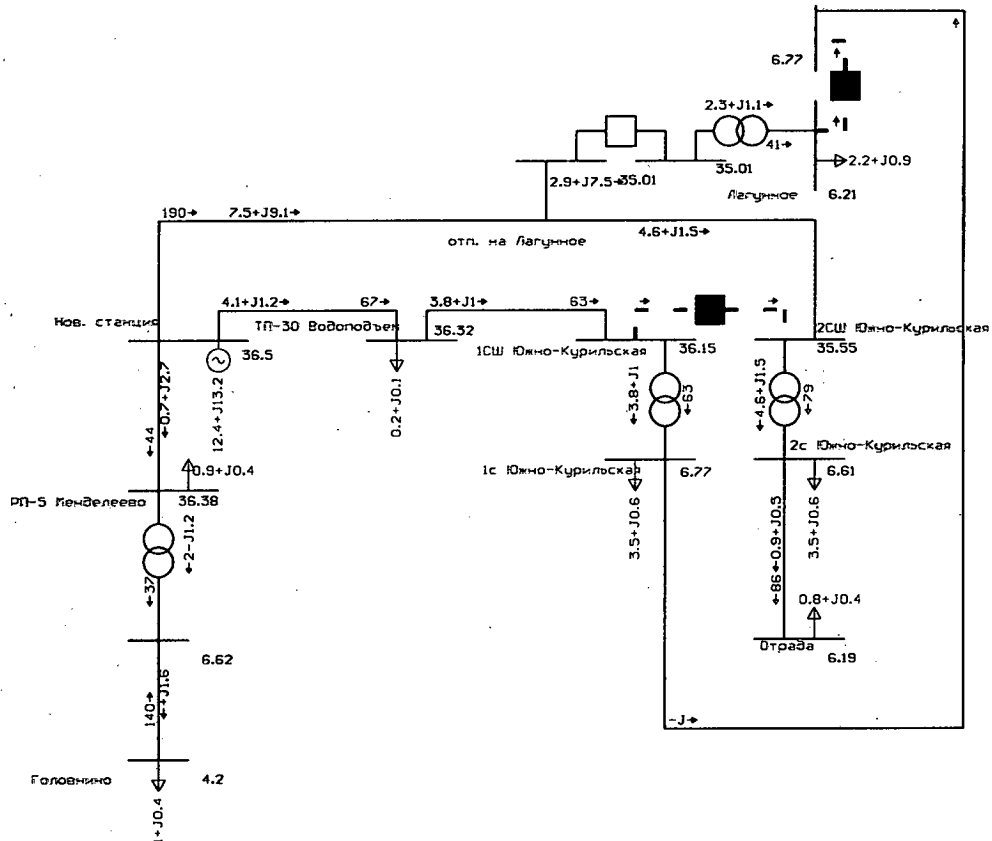 6.77
2.3+J1.1→
41→
35.01
2.2+J0.9
2.9+J7.5→
35.01
Лагунное
6.21
190→
7.5+J9.1→
4.6+J1.5→
отп. на Лагунное
4.1+J1.2→
67→
3.8+J1→
63→
Нов. станция
ТП-30 Водоподъем
2СШ Южно-Курильская
36.5
36.32
1СШ Южно-Курильская
36.15
35.55
←0.7+J2.7
←44
12.4+J13.2
0.2+J0.1
←3.8+J1
←63
←4.6+J1.5
←79
0.9+J0.4
1с Южно-Курильская
6.77
2с Южно-Курильская
6.61
РП-5 Менделеево
36.38
←2-J1.2
←37
3.5+J0.6
←0.9+J0.5
←86
3.5+J0.6
0.8+J0.4
6.62
Отрада
6.19
140→
←+J1.6
-J→
Головнино
4.2
1+J0.4